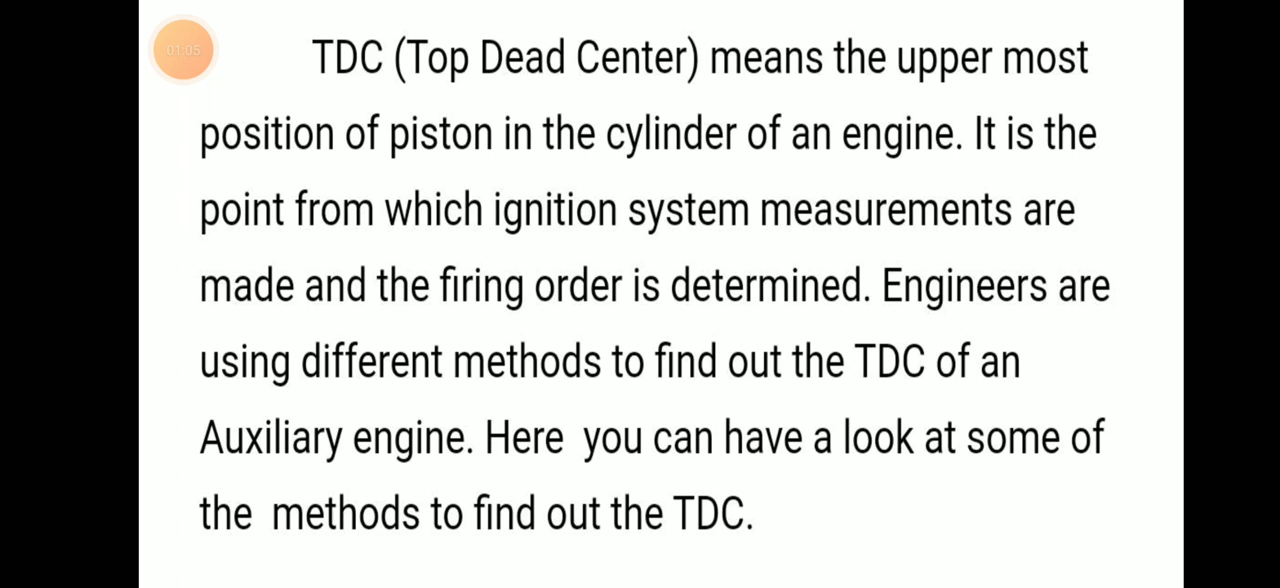 01:05
TDC (Top Dead Center) means the upper most
position of piston in the cylinder of an engine. It is the
point from which ignition system measurements are
made and the firing order is determined. Engineers are
using different methods to find out the TDC of an
Auxiliary engine. Here  you can have a look at some of
the  methods to find out the TDC.